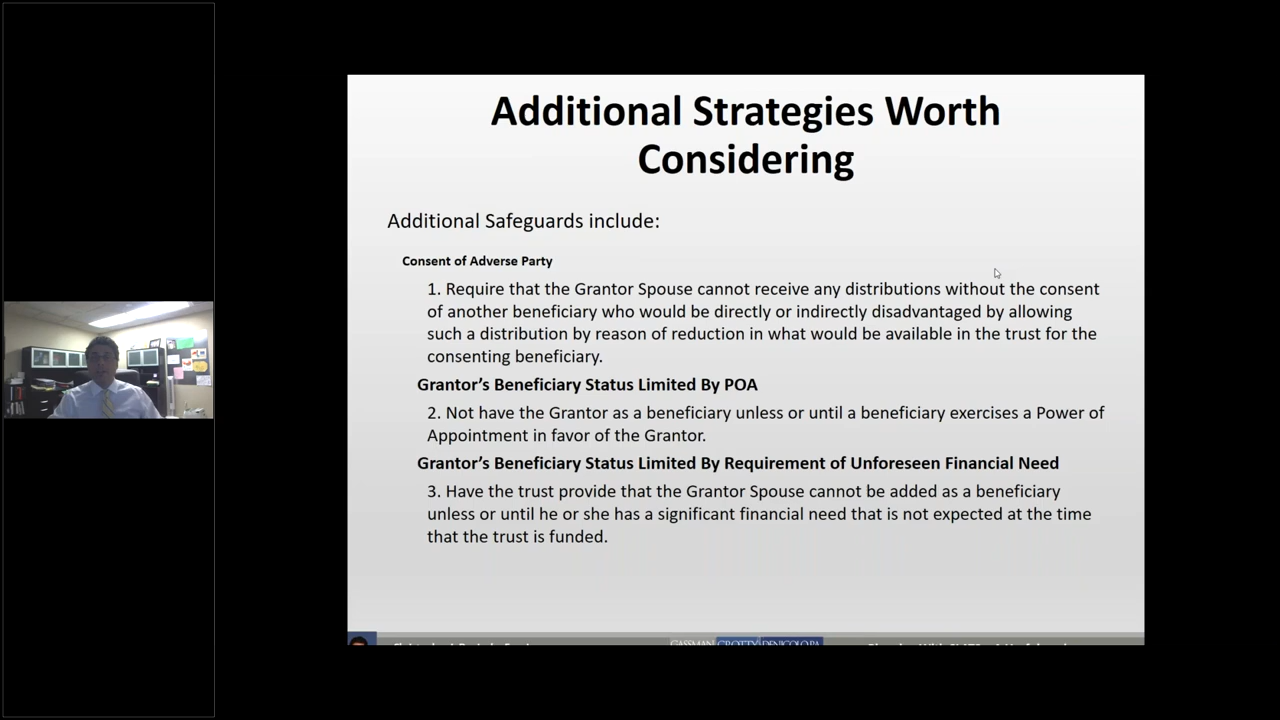 Additional Strategies Worth
Considering
Additional Safeguards include:
Consent of Adverse Party
1. Require that the Grantor Spouse cannot receive any distributions without the consent
of another beneficiary who would be directly or indirectly disadvantaged by allowing
such a distribution by reason of reduction in what would be available in the trust for the
consenting beneficiary.
Grantor's Beneficiary Status Limited By POA
2. Not have the Grantor as a beneficiary unless or until a beneficiary exercises a Power of
Appointment in favor of the Grantor.
Grantor's Beneficiary Status Limited By Requirement of Unforeseen Financial Need
3. Have the trust provide that the Grantor Spouse cannot be added as a beneficiary
unless or until he or she has a significant financial need that is not expected at the time
that the trust is funded.
GASSMAN CROTTY DENICOLO PA